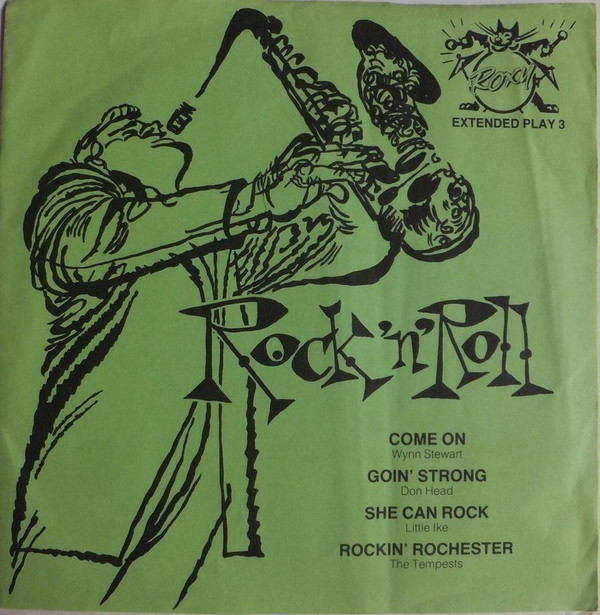 ROXY
EXTENDED PLAY 3
Rock 'n' Roll
COME ON
Wynn Stewart
GOIN' STRONG
Don Head
SHE CAN ROCK
Little Ike
ROCKIN' ROCHESTER
The Tempests